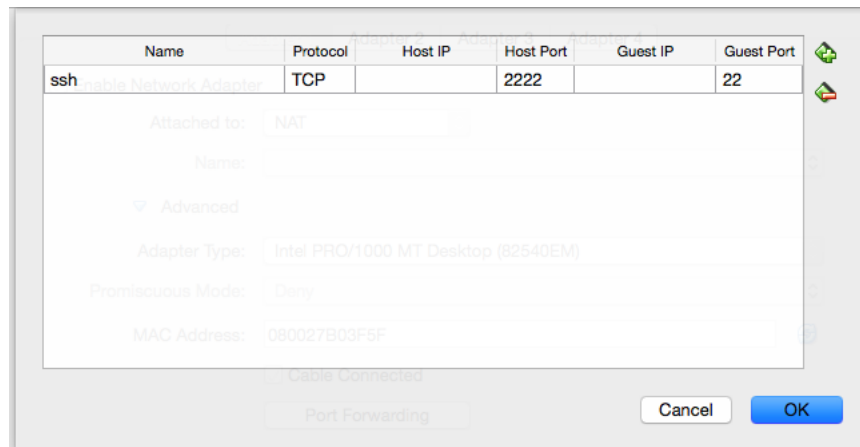 Adapter 2 Adapter 3 Adapter 4
Name Protocol Host IP Host Port Guest IP Guest Port
ssh TCP 2222 22
Enable Network Adapter
Attached to: NAT
Name:
Advanced
Adapter Type: Intel PRO/1000 MT Desktop (82540EM)
Promiscuous Mode: Deny
MAC Address: 080027B03F5F
Cable Connected
Port Forwarding
Cancel OK